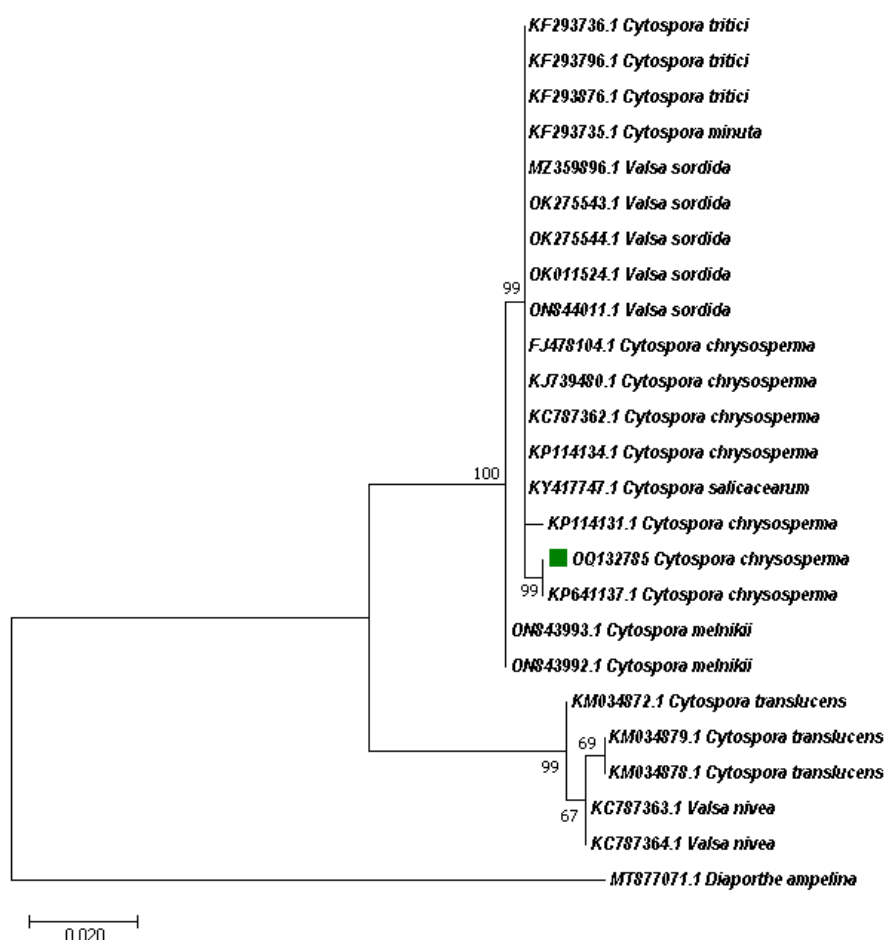 KF293736.1 Cytospora tritici
KF293796.1 Cytospora tritici
KF293876.1 Cytospora tritici
KF293735.1 Cytospora minuta
MZ359896.1 Valsa sordida
OK275543.1 Valsa sordida
OK275544.1 Valsa sordida
OK011524.1 Valsa sordida
99
ON844011.1 Valsa sordida
FJ478104.1 Cytospora chrysosperma
KJ739480.1 Cytospora chrysosperma
KC787362.1 Cytospora chrysosperma
KP114134.1 Cytospora chrysosperma
100
KY417747.1 Cytospora salicacearum
KP114131.1 Cytospora chrysosperma
OQ132785 Cytospora chrysosperma
99
KP641137.1 Cytospora chrysosperma
ON843993.1 Cytospora melnikii
ON843992.1 Cytospora melnikii
KM034872.1 Cytospora translucens
69
KM034879.1 Cytospora translucens
99
KM034878.1 Cytospora translucens
67
KC787363.1 Valsa nivea
KC787364.1 Valsa nivea
MT877071.1 Diaporthe ampelina
0.020